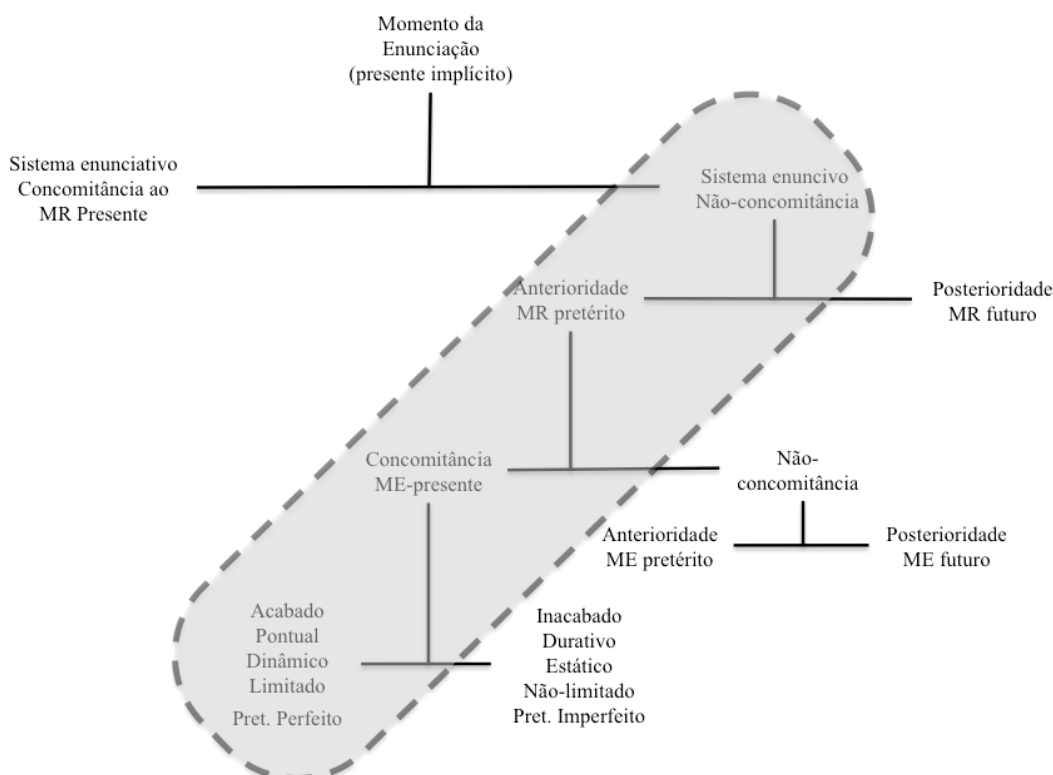 Momento da
Enunciação
(presente implícito)
Sistema enunciativo
Concomitância ao
MR Presente
Sistema enuncivo
Não-concomitância
Anterioridade
MR pretérito
Posterioridade
MR futuro
Concomitância
ME-presente
Não-
concomitância
Anterioridade
ME pretérito
Posterioridade
ME futuro
Acabado
Pontual
Dinâmico
Limitado
Pret. Perfeito
Inacabado
Durativo
Estático
Não-limitado
Pret. Imperfeito